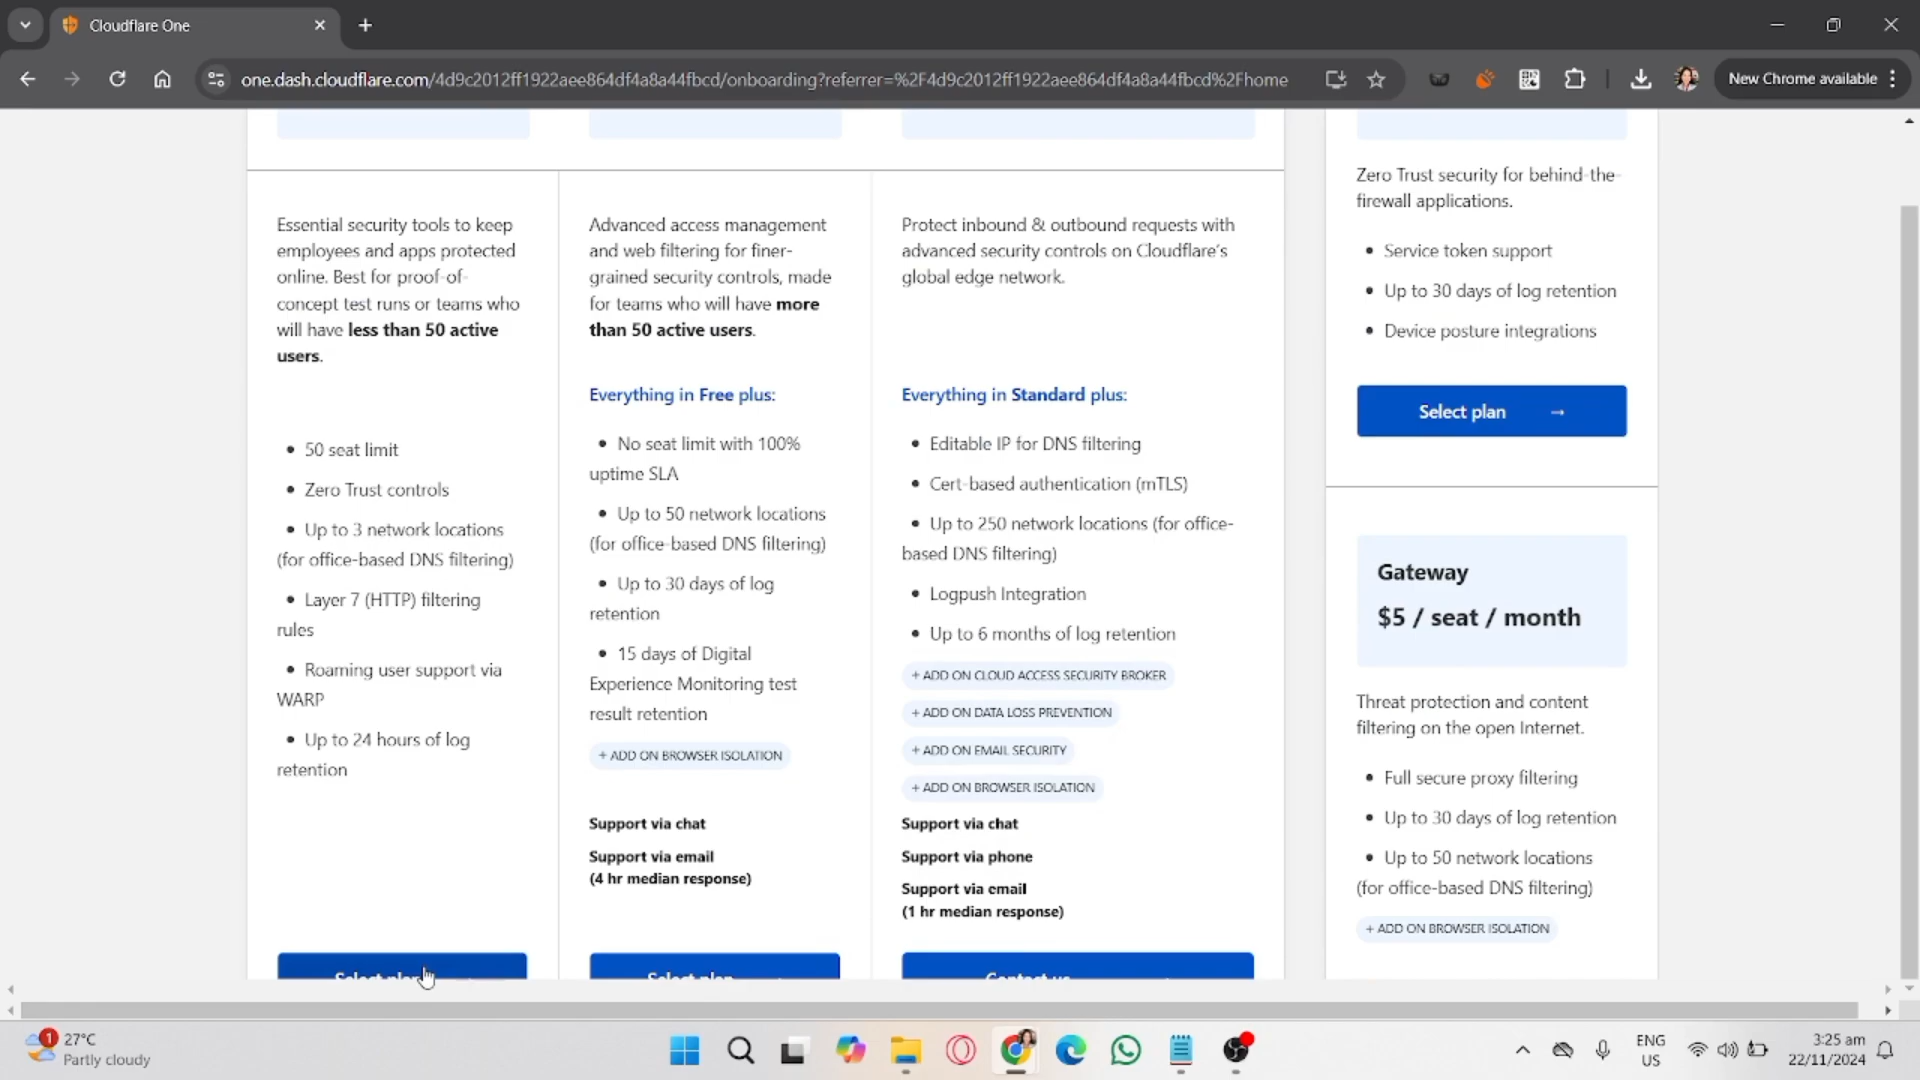 Cloudflare One
one.dash.cloudflare.com/4d9c2012ff1922aee864df4a8a44fbcd/onboarding?referrer=%2F4d9c2012ff1922aee864df4a8a44fbcd%2Fhome
New Chrome available
Essential security tools to keep
employees and apps protected
online. Best for proof-of-
concept test runs or teams who
will have less than 50 active
users.
• 50 seat limit
• Zero Trust controls
• Up to 3 network locations
(for office-based DNS filtering)
• Layer 7 (HTTP) filtering
rules
• Roaming user support via
WARP
• Up to 24 hours of log
retention
Select plan
Advanced access management
and web filtering for finer-
grained security controls, made
for teams who will have more
than 50 active users.
Everything in Free plus:
• No seat limit with 100%
uptime SLA
• Up to 50 network locations
(for office-based DNS filtering)
• Up to 30 days of log
retention
• 15 days of Digital
Experience Monitoring test
result retention
+ ADD ON BROWSER ISOLATION
Support via chat
Support via email
(4 hr median response)
Select plan
Protect inbound & outbound requests with
advanced security controls on Cloudflare's
global edge network.
Everything in Standard plus:
• Editable IP for DNS filtering
• Cert-based authentication (mTLS)
• Up to 250 network locations (for office-
based DNS filtering)
• Logpush Integration
• Up to 6 months of log retention
+ ADD ON CLOUD ACCESS SECURITY BROKER
+ ADD ON DATA LOSS PREVENTION
+ ADD ON EMAIL SECURITY
+ ADD ON BROWSER ISOLATION
Support via chat
Support via phone
Support via email
(1 hr median response)
Contact us
Zero Trust security for behind-the-
firewall applications.
• Service token support
• Up to 30 days of log retention
• Device posture integrations
Select plan →
Gateway
$5 / seat / month
Threat protection and content
filtering on the open Internet.
• Full secure proxy filtering
• Up to 30 days of log retention
• Up to 50 network locations
(for office-based DNS filtering)
+ ADD ON BROWSER ISOLATION
1
27°C
Partly cloudy
ENG
US
3:25 am
22/11/2024